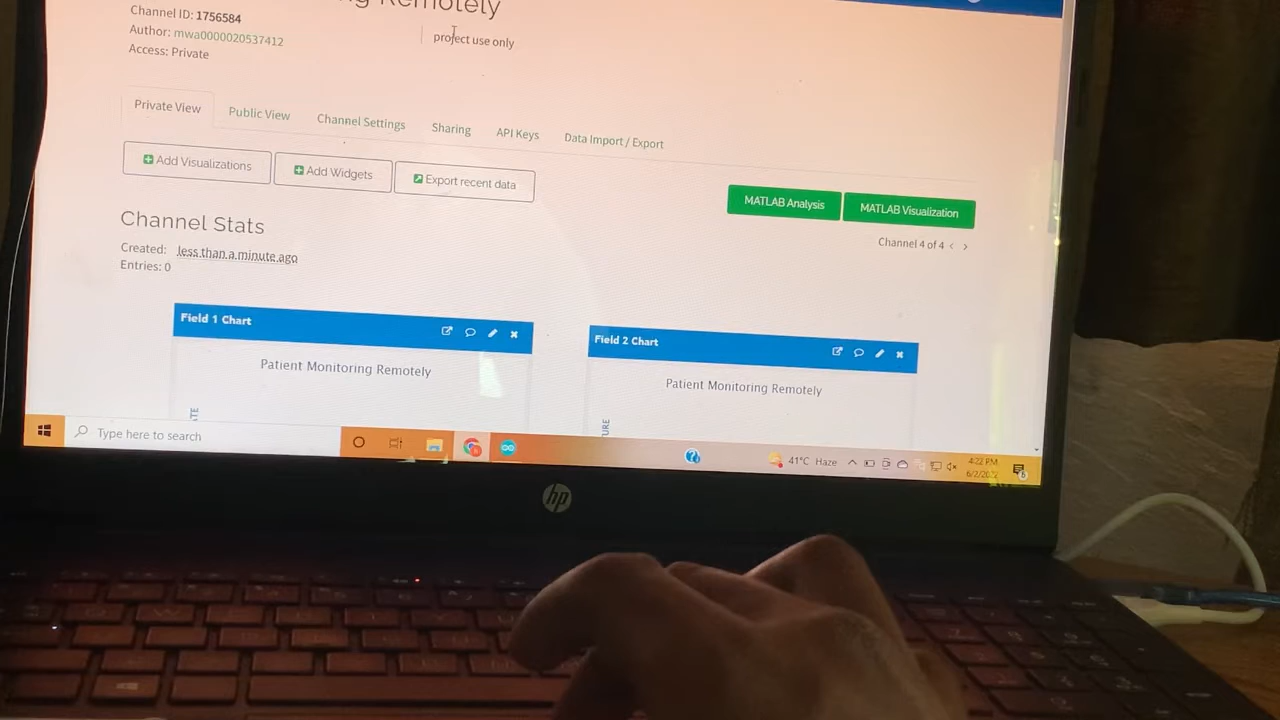 Remotely
Channel ID: 1756584
Author: mwa0000020537412
Access: Private
project use only
Private View
Public View
Channel Settings
Sharing
API Keys
Data Import / Export
Add Visualizations
Add Widgets
Export recent data
MATLAB Analysis
MATLAB Visualization
Channel Stats
Channel 4 of 4
Created: less than a minute ago
Entries: 0
Field 1 Chart
Field 2 Chart
Patient Monitoring Remotely
Patient Monitoring Remotely
Type here to search
41°C Haze
4:22 PM
hp